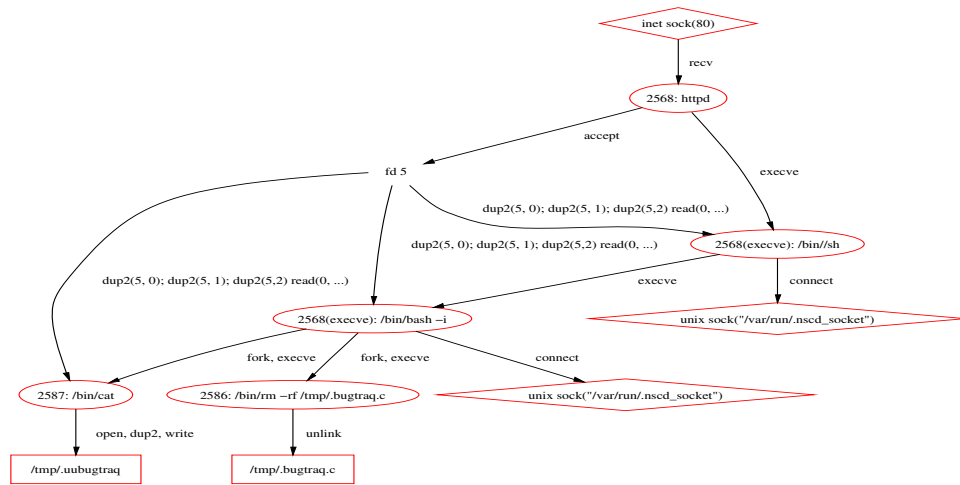 inet sock(80)
recv
2568: httpd
accept
execve
fd 5
dup2(5, 0); dup2(5, 1); dup2(5,2) read(0, ...)
dup2(5, 0); dup2(5, 1); dup2(5,2) read(0, ...)
2568(execve): /bin//sh
dup2(5, 0); dup2(5, 1); dup2(5,2) read(0, ...)
execve
connect
2568(execve): /bin/bash −i
unix sock("/var/run/.nscd_socket")
fork, execve
fork, execve
connect
2587: /bin/cat
2586: /bin/rm −rf /tmp/.bugtraq.c
unix sock("/var/run/.nscd_socket")
open, dup2, write
unlink
/tmp/.uubugtraq
/tmp/.bugtraq.c